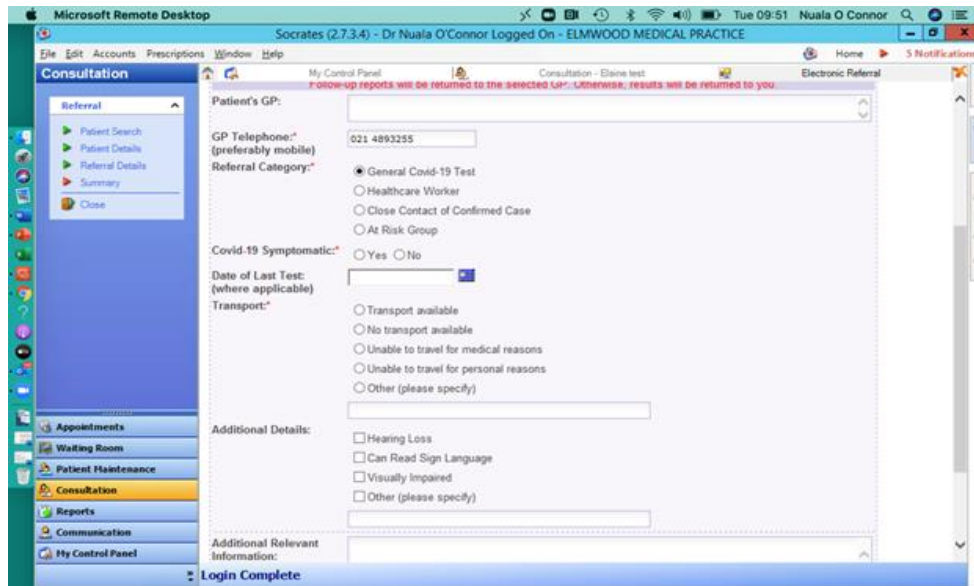 Microsoft Remote Desktop Tue 09:51 Nuala O Connor
Socrates (2.7.3.4) - Dr Nuala O'Connor Logged On - ELMWOOD MEDICAL PRACTICE
File Edit Accounts Prescriptions Window Help Home 5 Notification
Consultation My Control Panel Consultation - Elaine test Electronic Referral
Follow-up reports will be returned to the selected GP. Otherwise, results will be returned to you.
Referral
Patient Search
Patient Details
Referral Details
Summary
Close
Patient's GP:
GP Telephone:* 021 4893255
(preferably mobile)
Referral Category:*
General Covid-19 Test
Healthcare Worker
Close Contact of Confirmed Case
At Risk Group
Covid-19 Symptomatic:* Yes No
Date of Last Test:
(where applicable)
Transport:*
Transport available
No transport available
Unable to travel for medical reasons
Unable to travel for personal reasons
Other (please specify)
Additional Details:
Hearing Loss
Can Read Sign Language
Visually Impaired
Other (please specify)
Additional Relevant
Information:
Appointments
Waiting Room
Patient Maintenance
Consultation
Reports
Communication
My Control Panel
Login Complete